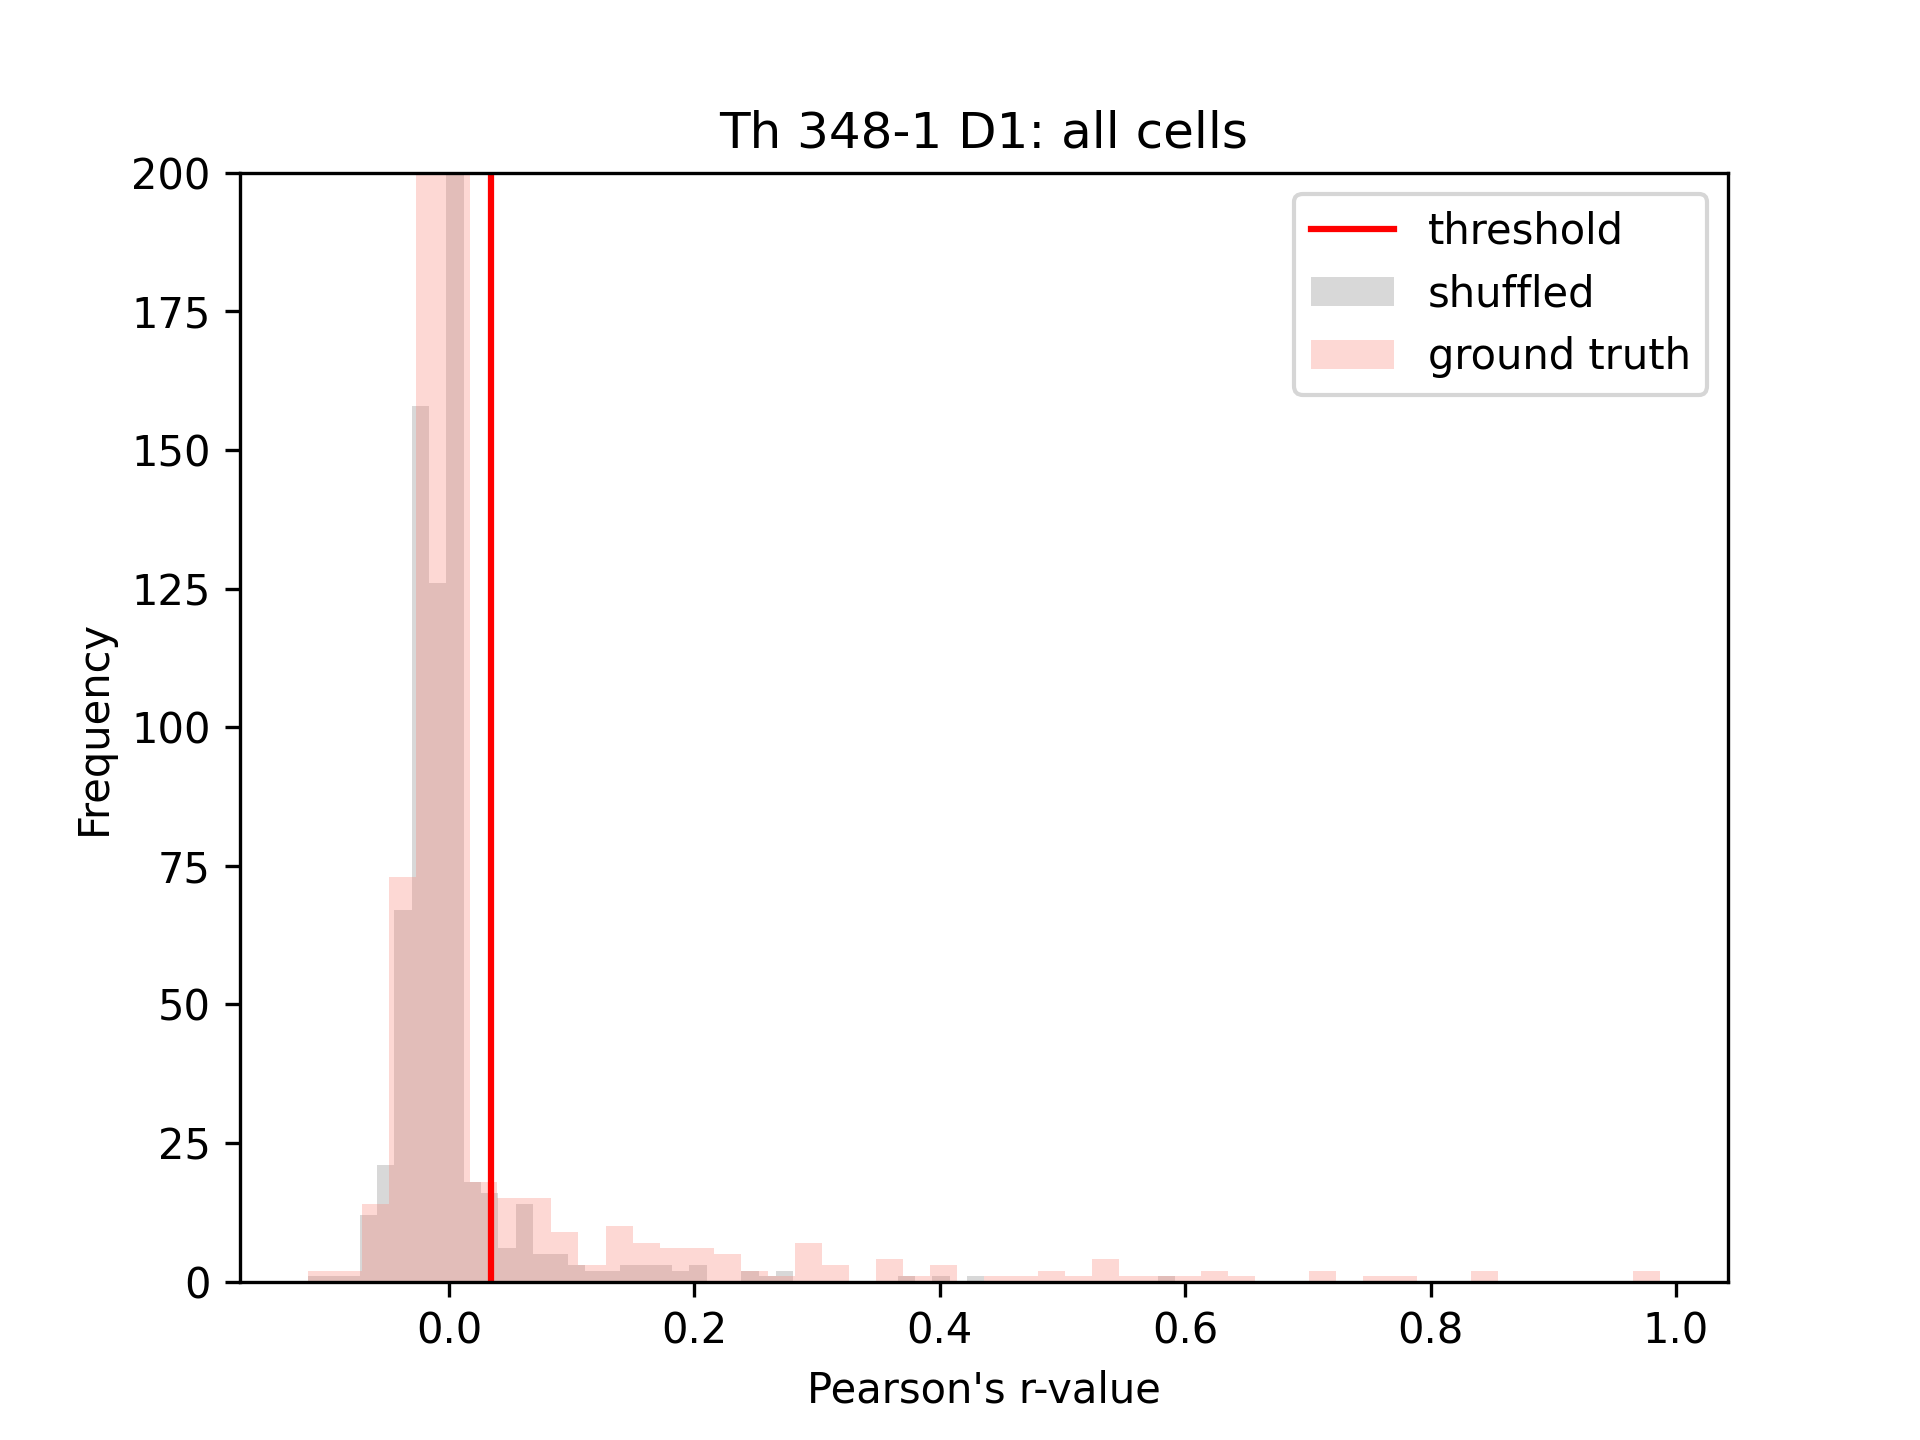 Th 348-1 D1: all cells
200
175
150
125
100
75
50
25
0
Frequency
threshold
shuffled
ground truth
0.0 0.2 0.4 0.6 0.8 1.0
Pearson's r-value